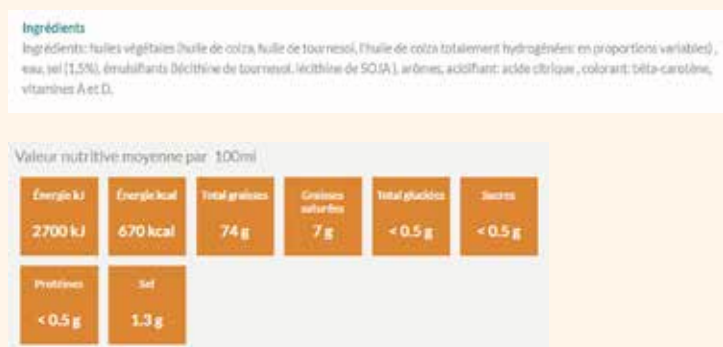 Ingrédients
Ingrédients: huiles végétales (huile de colza, huile de tournesol, l'huile de colza totalement hydrogénées: en proportions variables) ,
eau, sel (1,5%), émulsifiants (lécithine de tournesol, lécithine de SOJA ), arômes, acidifiant: acide citrique , colorant: bêta-carotène,
vitamines A et D.
Valeur nutritive moyenne par 100ml
Énergie kJ Énergie kcal Total graisses Graisses saturées Total glucides Sucres
2700 kJ 670 kcal 74 g 7 g < 0.5 g < 0.5 g
Protéines Sel
< 0.5 g 1.3 g